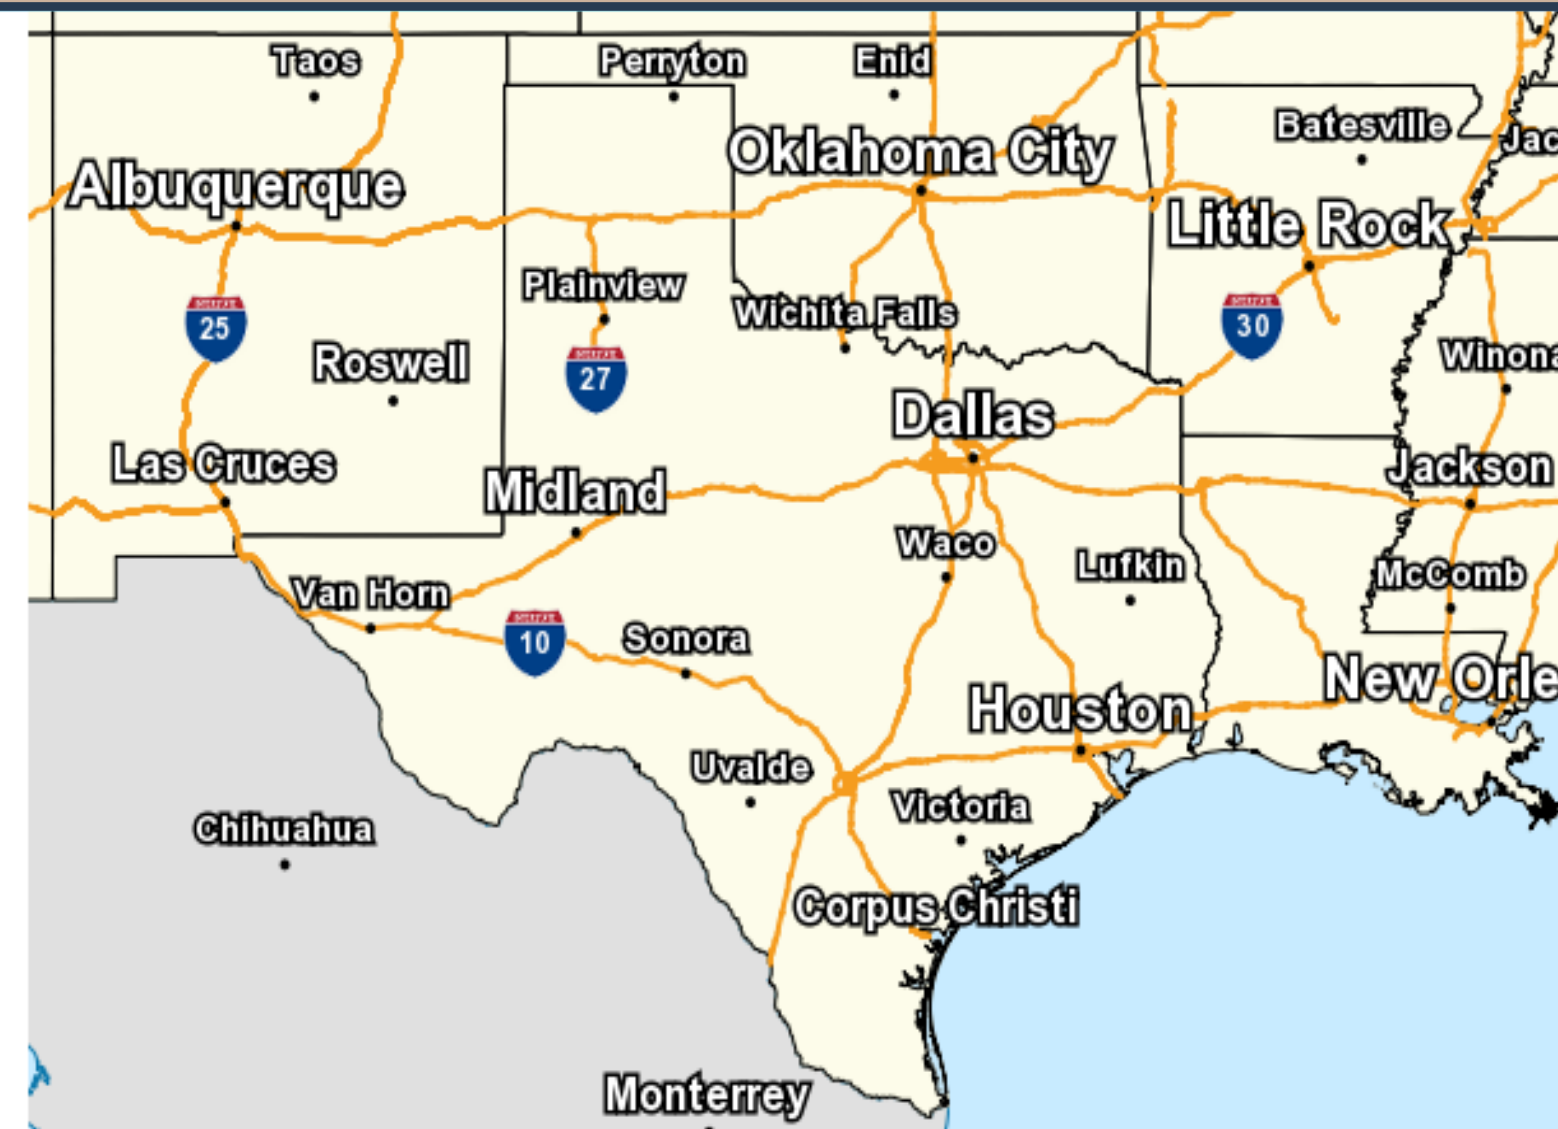 Taos
Perryton
Enid
Batesville
Jac
Oklahoma City
Albuquerque
Little Rock
Plainview
Wichita Falls
25
30
Winona
Roswell
27
Dallas
Las Cruces
Midland
Jackson
Waco
Lufkin
McComb
Van Horn
10
Sonora
New Orle
Houston
Uvalde
Victoria
Chihuahua
Corpus Christi
Monterrey